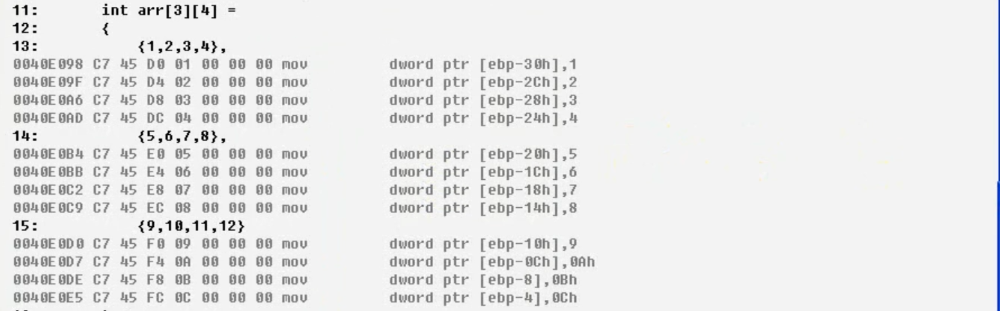 11: int arr[3][4] =
12: {
13: {1,2,3,4},
0040E098 C7 45 D0 01 00 00 00 mov dword ptr [ebp-30h],1
0040E09F C7 45 D4 02 00 00 00 mov dword ptr [ebp-2Ch],2
0040E0A6 C7 45 D8 03 00 00 00 mov dword ptr [ebp-28h],3
0040E0AD C7 45 DC 04 00 00 00 mov dword ptr [ebp-24h],4
14: {5,6,7,8},
0040E0B4 C7 45 E0 05 00 00 00 mov dword ptr [ebp-20h],5
0040E0BB C7 45 E4 06 00 00 00 mov dword ptr [ebp-1Ch],6
0040E0C2 C7 45 E8 07 00 00 00 mov dword ptr [ebp-18h],7
0040E0C9 C7 45 EC 08 00 00 00 mov dword ptr [ebp-14h],8
15: {9,10,11,12}
0040E0D0 C7 45 F0 09 00 00 00 mov dword ptr [ebp-10h],9
0040E0D7 C7 45 F4 0A 00 00 00 mov dword ptr [ebp-0Ch],0Ah
0040E0DE C7 45 F8 0B 00 00 00 mov dword ptr [ebp-8],0Bh
0040E0E5 C7 45 FC 0C 00 00 00 mov dword ptr [ebp-4],0Ch